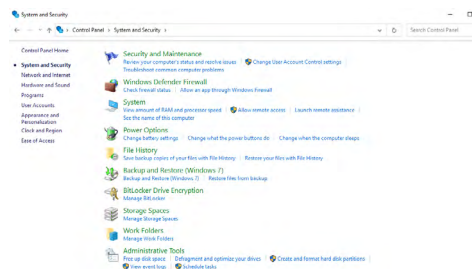 System and Security
Control Panel > System and Security >
Search Control Panel
Control Panel Home
System and Security
Network and Internet
Hardware and Sound
Programs
User Accounts
Appearance and
Personalization
Clock and Region
Ease of Access
Security and Maintenance
Review your computer's status and resolve issues
Change User Account Control settings
Troubleshoot common computer problems
Windows Defender Firewall
Check firewall status
Allow an app through Windows Firewall
System
View amount of RAM and processor speed
Allow remote access
Launch remote assistance
See the name of this computer
Power Options
Change battery settings
Change what the power buttons do
Change when the computer sleeps
File History
Save backup copies of your files with File History
Restore your files with File History
Backup and Restore (Windows 7)
Backup and Restore (Windows 7)
Restore files from backup
BitLocker Drive Encryption
Manage BitLocker
Storage Spaces
Manage Storage Spaces
Work Folders
Manage Work Folders
Administrative Tools
Free up disk space
Defragment and optimize your drives
Create and format hard disk partitions
View event logs
Schedule tasks